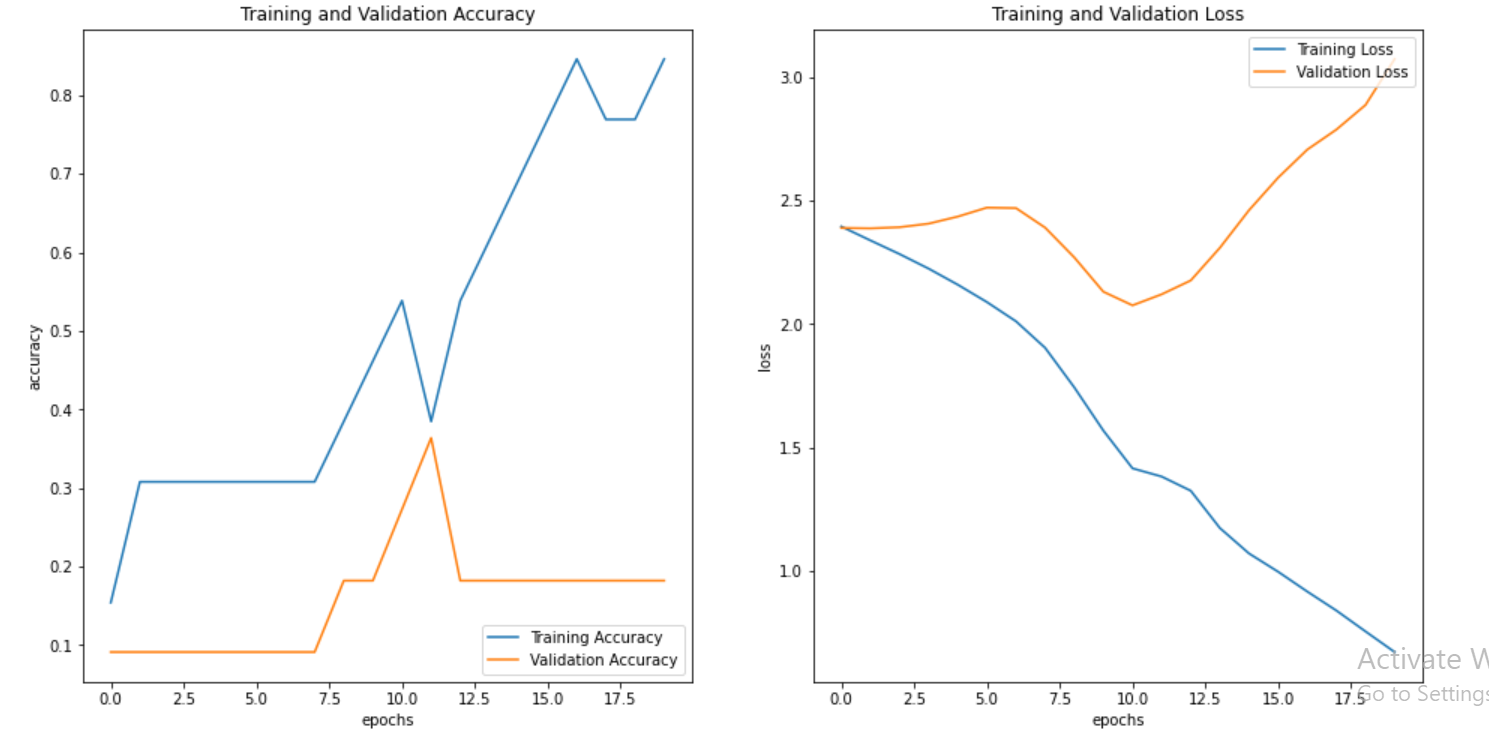 Training and Validation Accuracy
accuracy
0.8
0.7
0.6
0.5
0.4
0.3
0.2
0.1
Training Accuracy
Validation Accuracy
0.0 2.5 5.0 7.5 10.0 12.5 15.0 17.5
epochs
Training and Validation Loss
loss
3.0
2.5
2.0
1.5
1.0
Training Loss
Validation Loss
0.0 2.5 5.0 7.5 10.0 12.5 15.0 17.5
epochs
Activate W
Go to Settings